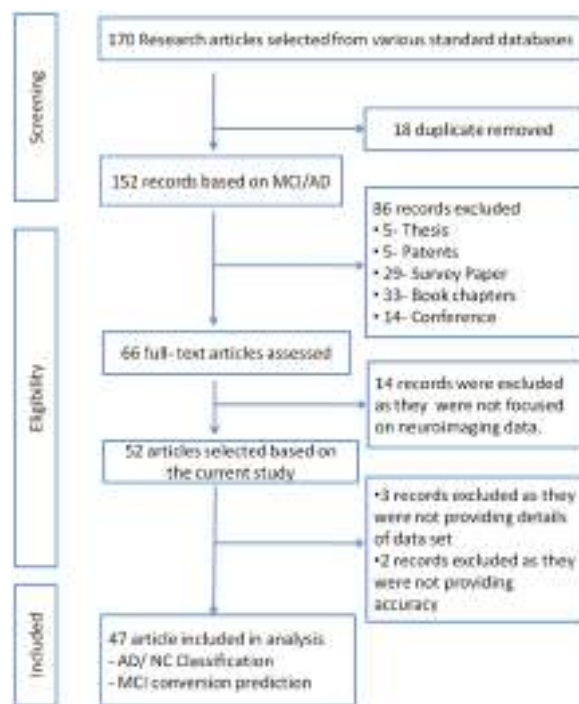 Screening
170 Research articles selected from various standard databases
18 duplicate removed
152 records based on MCI/AD
86 records excluded
• 5- Thesis
• 5- Patents
• 29- Survey Paper
• 33- Book chapters
• 14- Conference
Eligibility
66 full- text articles assessed
14 records were excluded
as they were not focused
on neuroimaging data.
52 articles selected based on
the current study
•3 records excluded as they
were not providing details
of data set
•2 records excluded as they
were not providing
accuracy
Included
47 article included in analysis
- AD/ NC Classification
- MCI conversion prediction